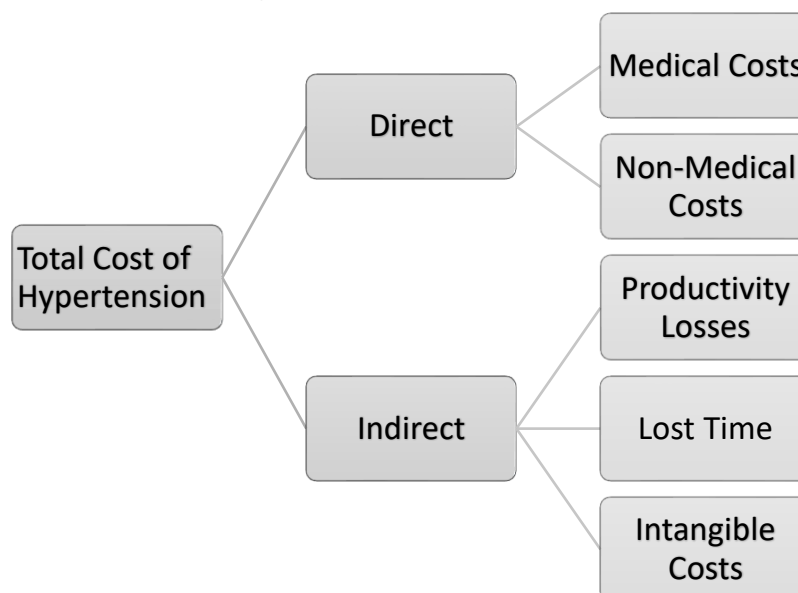 Medical Costs
Direct
Non-Medical
Costs
Total Cost of
Hypertension
Productivity
Losses
Indirect
Lost Time
Intangible
Costs